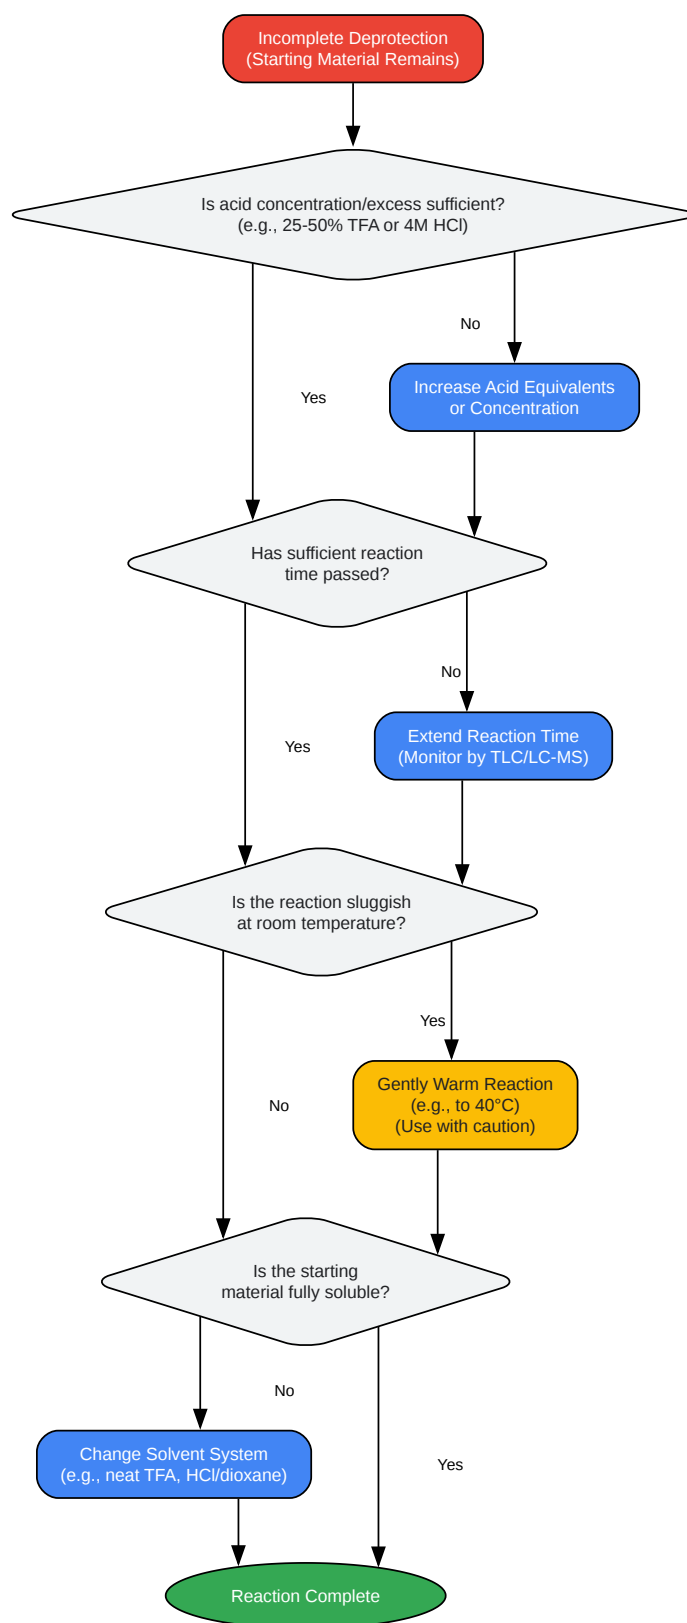 Incomplete Deprotection
(Starting Material Remains)
Is acid concentration/excess sufficient?
(e.g., 25-50% TFA or 4M HCl)
No
Increase Acid Equivalents
or Concentration
Yes
Has sufficient reaction
time passed?
No
Extend Reaction Time
(Monitor by TLC/LC-MS)
Yes
Is the reaction sluggish
at room temperature?
Yes
Gently Warm Reaction
(e.g., to 40°C)
(Use with caution)
No
Is the starting
material fully soluble?
No
Change Solvent System
(e.g., neat TFA, HCl/dioxane)
Yes
Reaction Complete